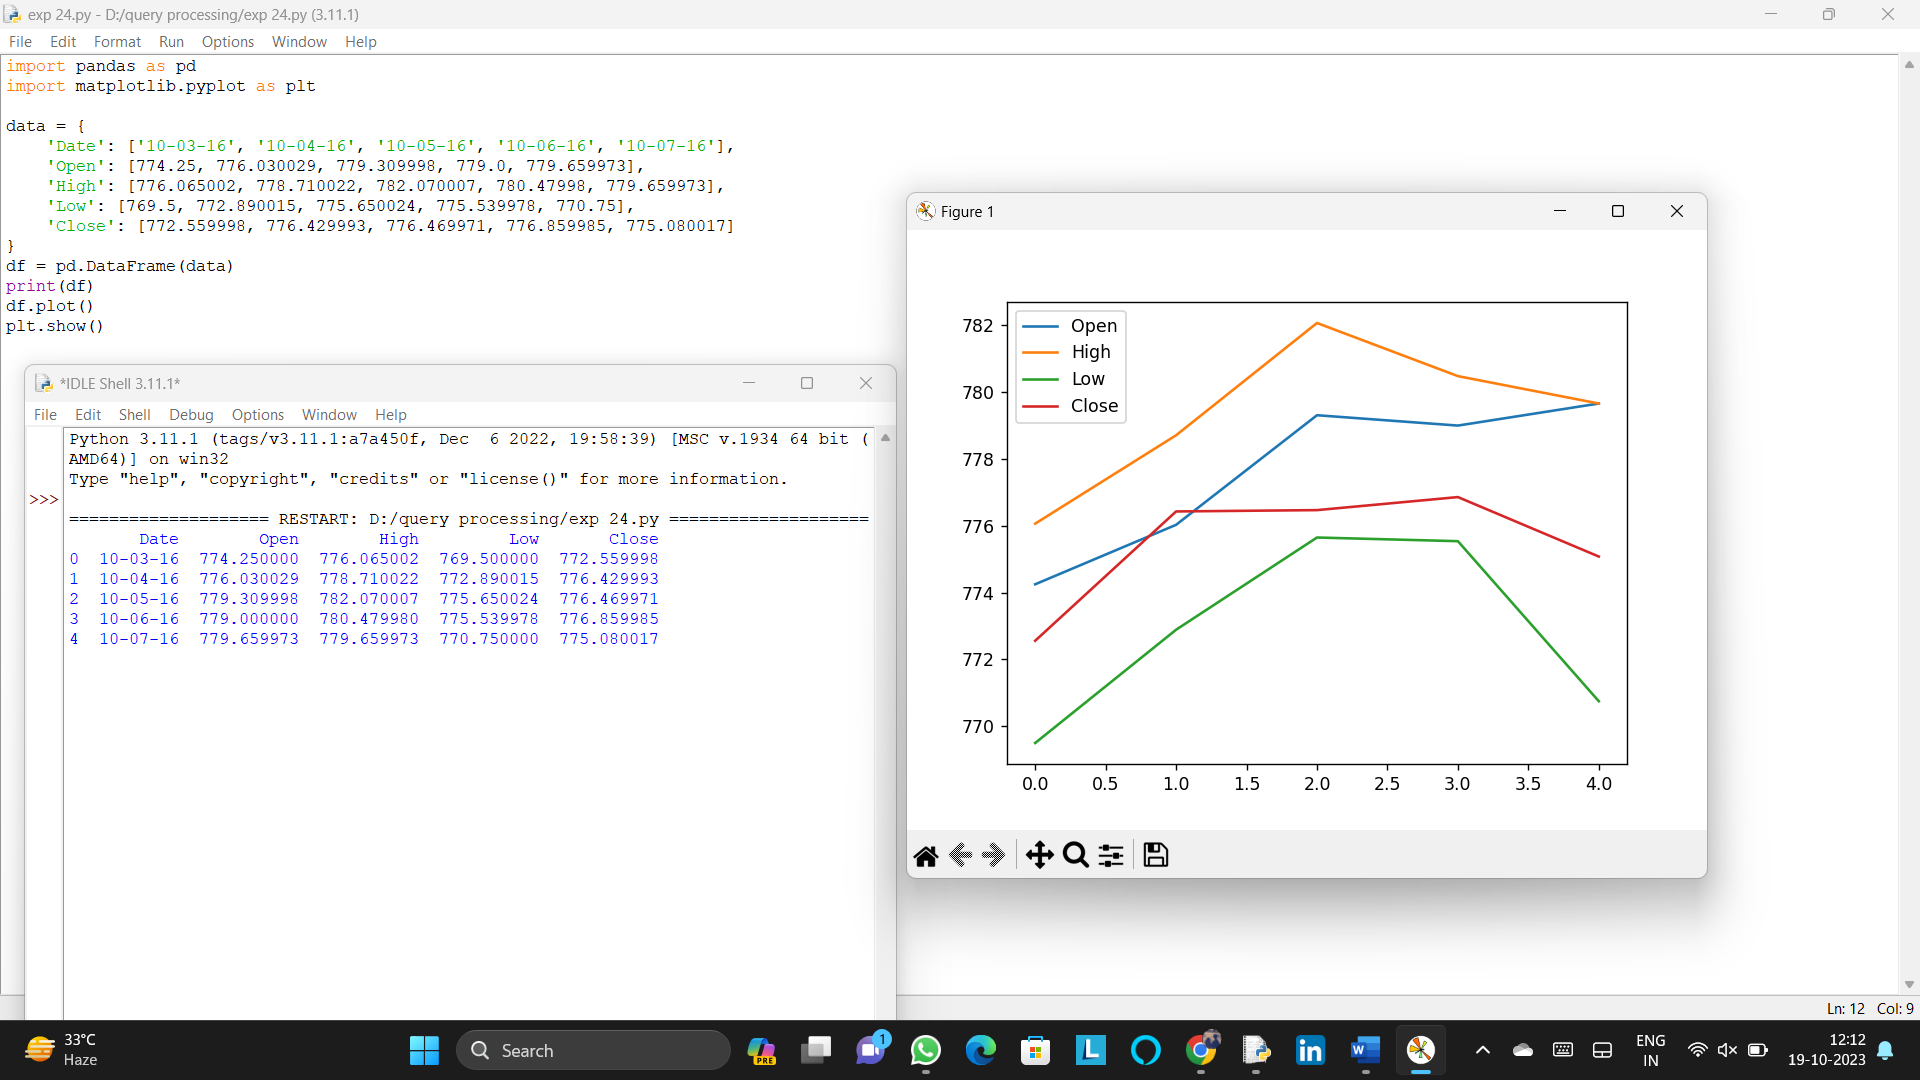 exp 24.py - D:/query processing/exp 24.py (3.11.1)
File Edit Format Run Options Window Help
import pandas as pd
import matplotlib.pyplot as plt
data = {
    'Date': ['10-03-16', '10-04-16', '10-05-16', '10-06-16', '10-07-16'],
    'Open': [774.25, 776.030029, 779.309998, 779.0, 779.659973],
    'High': [776.065002, 778.710022, 782.070007, 780.47998, 779.659973],
    'Low': [769.5, 772.890015, 775.650024, 775.539978, 770.75],
    'Close': [772.559998, 776.429993, 776.469971, 776.859985, 775.080017]
}
df = pd.DataFrame(data)
print(df)
df.plot()
plt.show()
*IDLE Shell 3.11.1*
File Edit Shell Debug Options Window Help
Python 3.11.1 (tags/v3.11.1:a7a450f, Dec  6 2022, 19:58:39) [MSC v.1934 64 bit (
AMD64)] on win32
Type "help", "copyright", "credits" or "license()" for more information.
>>>
==================== RESTART: D:/query processing/exp 24.py ====================
Date Open High Low Close
0 10-03-16 774.250000 776.065002 769.500000 772.559998
1 10-04-16 776.030029 778.710022 772.890015 776.429993
2 10-05-16 779.309998 782.070007 775.650024 776.469971
3 10-06-16 779.000000 780.479980 775.539978 776.859985
4 10-07-16 779.659973 779.659973 770.750000 775.080017
Figure 1
Open
High
Low
Close
782
780
778
776
774
772
770
0.0 0.5 1.0 1.5 2.0 2.5 3.0 3.5 4.0
Ln: 12 Col: 9
33°C
Haze
Search
PRE
1
L
in
W
ENG
IN
12:12
19-10-2023